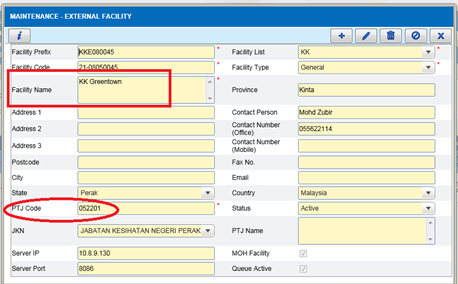 MAINTENANCE - EXTERNAL FACILITY
Facility Prefix KKE080045 * Facility List KK *
Facility Code 21-08050045 * Facility Type General *
Facility Name KK Greentown * Province Kinta
Address 1 Contact Person Mohd Zubir
Address 2 Contact Number (Office) 055622114
Address 3 Contact Number (Mobile)
Postcode Fax No.
City Email
State Perak Country Malaysia
PTJ Code 052201 * Status Active
JKN JABATAN KESIHATAN NEGERI PERAK PTJ Name
Server IP 10.8.9.130 MOH Facility
Server Port 8086 Queue Active